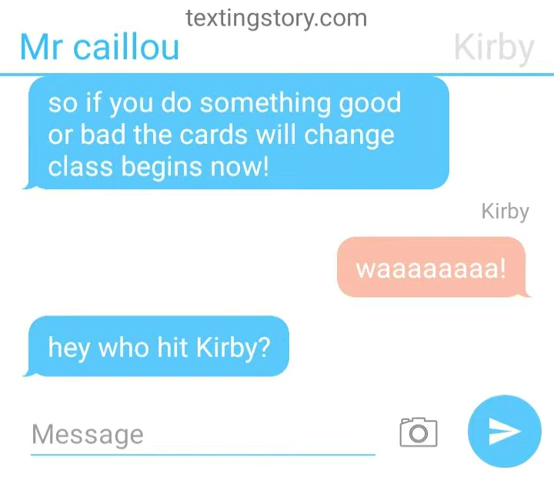 textingstory.com
Mr caillou
Kirby
so if you do something good
or bad the cards will change
class begins now!
Kirby
waaaaaaaa!
hey who hit Kirby?
Message